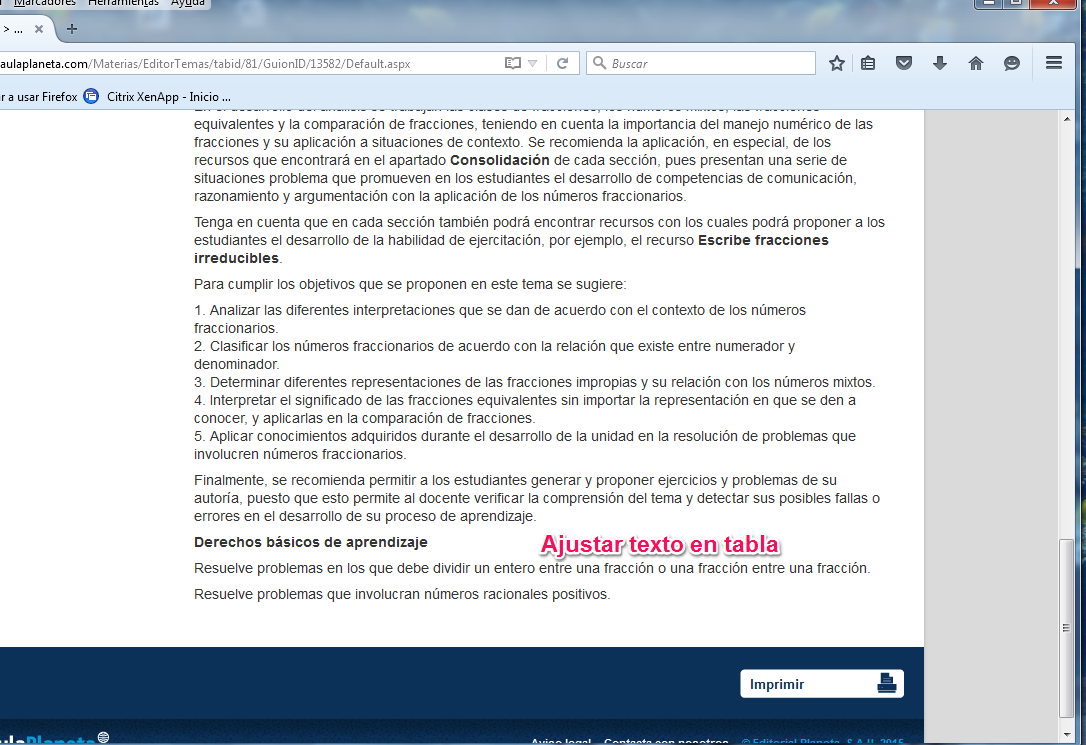 Marcadores Herramientas Ayuda
> ...
aulaplaneta.com/Materias/EditorTemas/tabid/81/GuionID/13582/Default.aspx
Buscar
r a usar Firefox Citrix XenApp - Inicio ...
equivalentes y la comparación de fracciones, teniendo en cuenta la importancia del manejo numérico de las
fracciones y su aplicación a situaciones de contexto. Se recomienda la aplicación, en especial, de los
recursos que encontrará en el apartado Consolidación de cada sección, pues presentan una serie de
situaciones problema que promueven en los estudiantes el desarrollo de competencias de comunicación,
razonamiento y argumentación con la aplicación de los números fraccionarios.
Tenga en cuenta que en cada sección también podrá encontrar recursos con los cuales podrá proponer a los
estudiantes el desarrollo de la habilidad de ejercitación, por ejemplo, el recurso Escribe fracciones
irreducibles.
Para cumplir los objetivos que se proponen en este tema se sugiere:
1. Analizar las diferentes interpretaciones que se dan de acuerdo con el contexto de los números
fraccionarios.
2. Clasificar los números fraccionarios de acuerdo con la relación que existe entre numerador y
denominador.
3. Determinar diferentes representaciones de las fracciones impropias y su relación con los números mixtos.
4. Interpretar el significado de las fracciones equivalentes sin importar la representación en que se den a
conocer, y aplicarlas en la comparación de fracciones.
5. Aplicar conocimientos adquiridos durante el desarrollo de la unidad en la resolución de problemas que
involucren números fraccionarios.
Finalmente, se recomienda permitir a los estudiantes generar y proponer ejercicios y problemas de su
autoría, puesto que esto permite al docente verificar la comprensión del tema y detectar sus posibles fallas o
errores en el desarrollo de su proceso de aprendizaje.
Derechos básicos de aprendizaje
Ajustar texto en tabla
Resuelve problemas en los que debe dividir un entero entre una fracción o una fracción entre una fracción.
Resuelve problemas que involucran números racionales positivos.
Imprimir
ulaPlaneta
Aviso legal Contacta con nosotros © Editorial Planeta, S.A.U. 2015